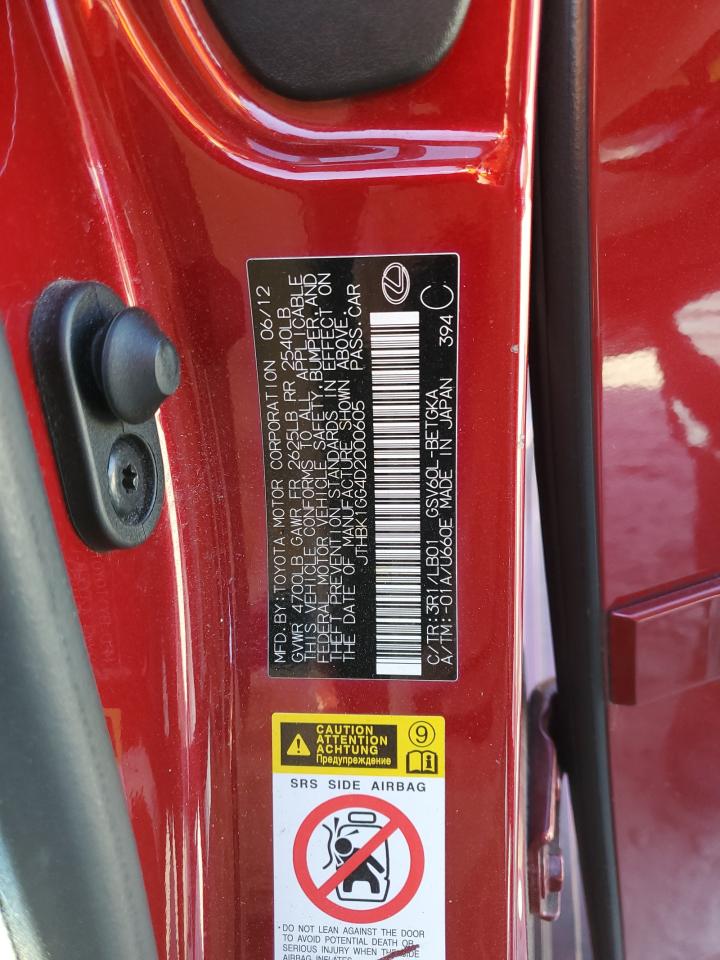 MFD.BY:TOYOTA MOTOR CORPORATION 06/12
GVWR 4700LB GAWR FR 2625LB RR 2540LB
THIS VEHICLE CONFORMS TO ALL APPLICABLE
FEDERAL MOTOR VEHICLE SAFETY,BUMPER,AND
THEFT PREVENTION STANDARDS IN EFFECT ON
THE DATE OF MANUFACTURE SHOWN ABOVE.
JTHBK1GG4D2000605 PASS.CAR
C/TR:3R1/LB01 GSV60L-BETGKA
A/TM:-01A/U660E MADE IN JAPAN 394 C
CAUTION
ATTENTION
ACHTUNG
Предупреждение
9
i
SRS SIDE AIRBAG
・DO NOT LEAN AGAINST THE DOOR
TO AVOID POTENTIAL DEATH OR
SERIOUS INJURY WHEN THE SIDE
AIRBAG INFLATES.